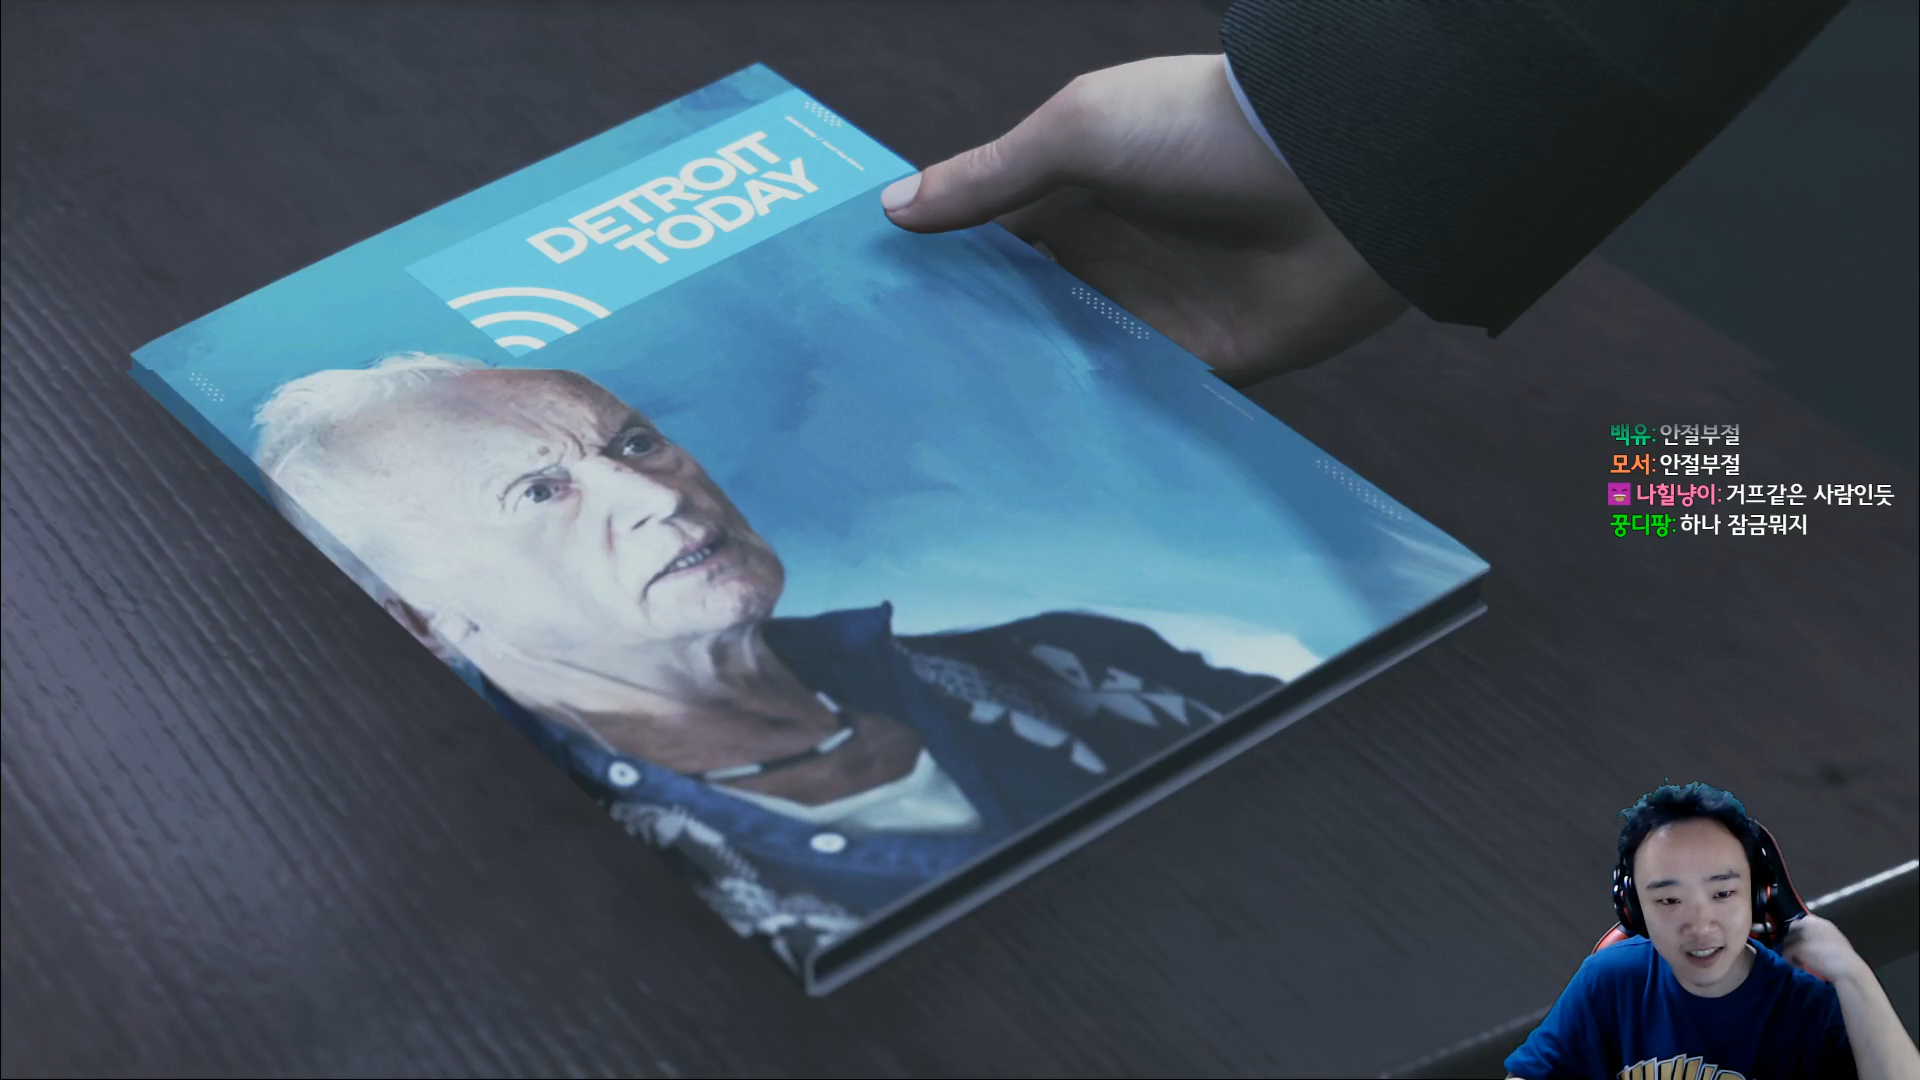 DETROIT
TODAY
백유: 안절부절
모서: 안절부절
나힐냥이: 거프같은 사람인듯
꿍디팡: 하나 잠금뭐지